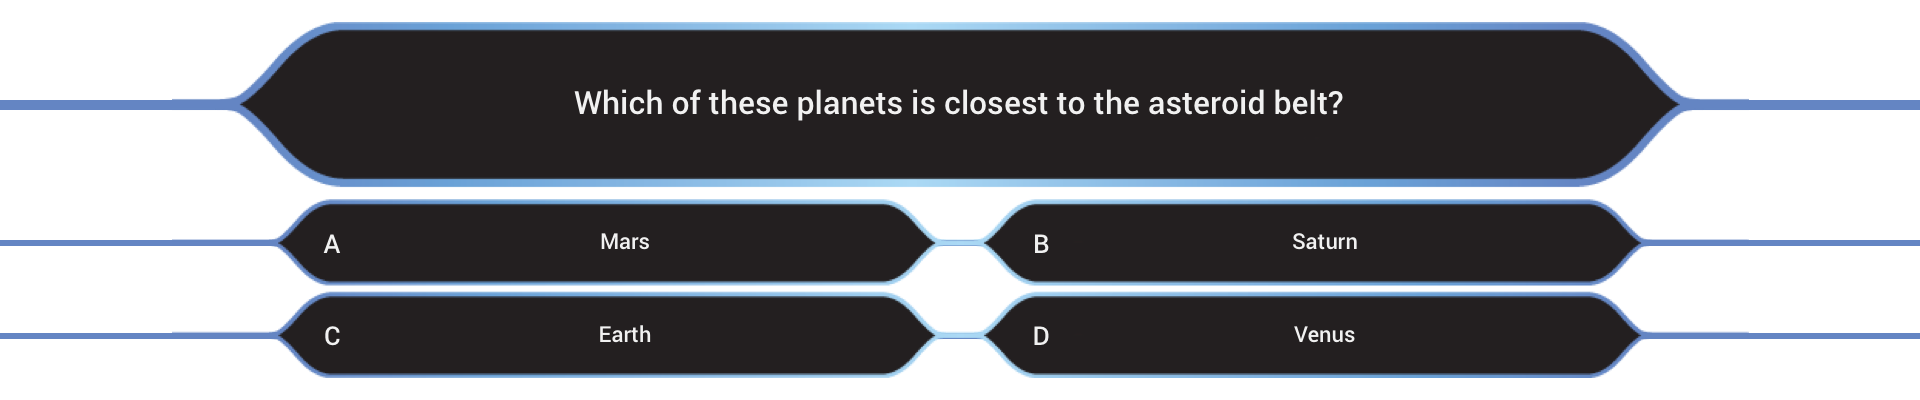 Which of these planets is closest to the asteroid belt?
A Mars
B Saturn
C Earth
D Venus